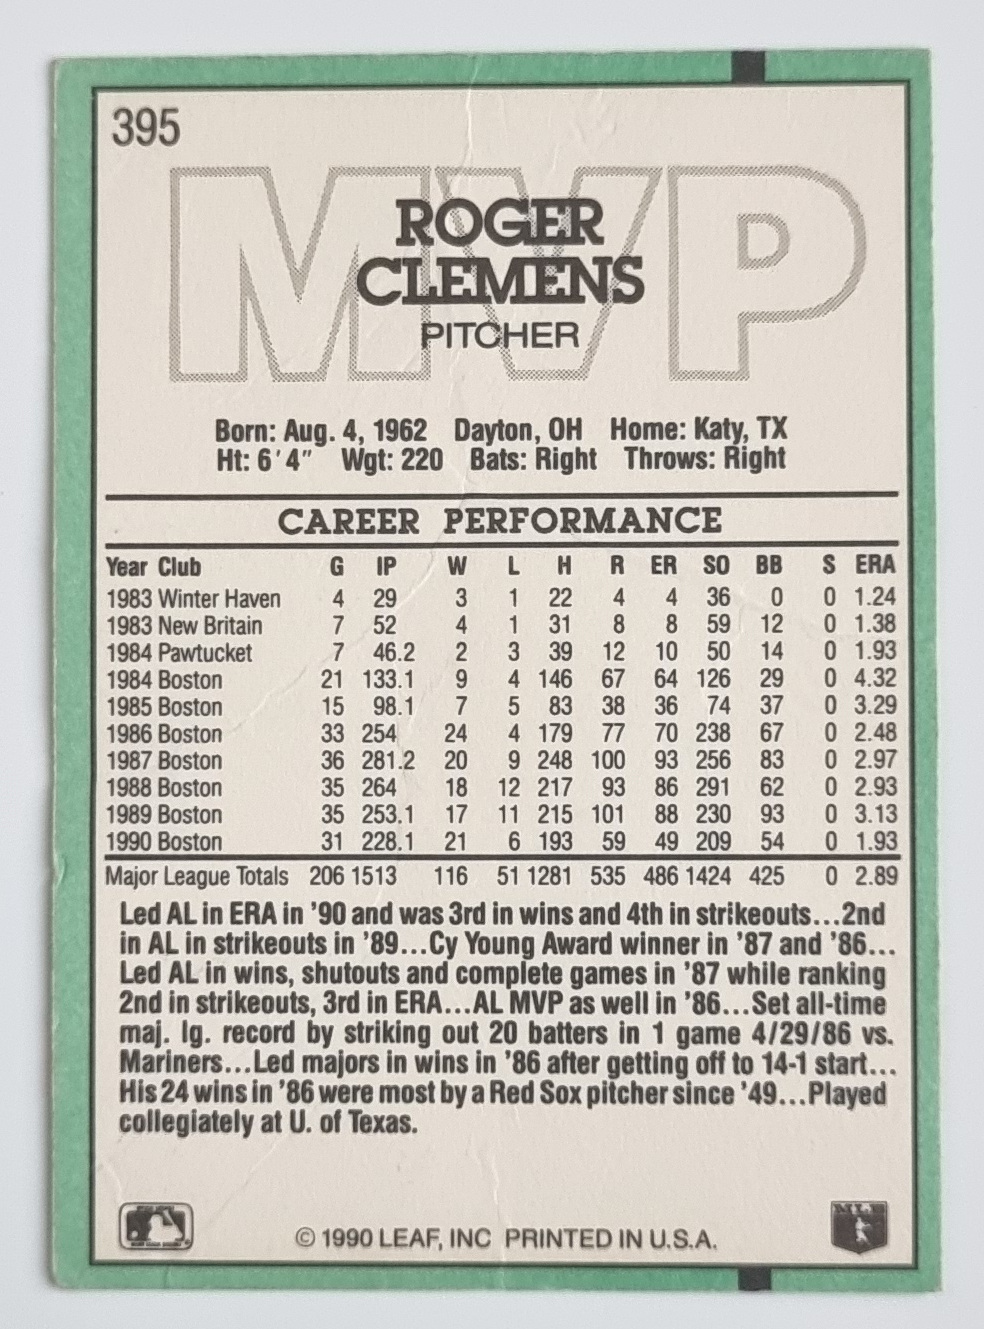 395
MVP
ROGER
CLEMENS
PITCHER
Born: Aug. 4, 1962 Dayton, OH Home: Katy, TX
Ht: 6'4" Wgt: 220 Bats: Right Throws: Right
CAREER PERFORMANCE
Year Club G IP W L H R ER SO BB S ERA
1983 Winter Haven 4 29 3 1 22 4 4 36 0 0 1.24
1983 New Britain 7 52 4 1 31 8 8 59 12 0 1.38
1984 Pawtucket 7 46.2 2 3 39 12 10 50 14 0 1.93
1984 Boston 21 133.1 9 4 146 67 64 126 29 0 4.32
1985 Boston 15 98.1 7 5 83 38 36 74 37 0 3.29
1986 Boston 33 254 24 4 179 77 70 238 67 0 2.48
1987 Boston 36 281.2 20 9 248 100 93 256 83 0 2.97
1988 Boston 35 264 18 12 217 93 86 291 62 0 2.93
1989 Boston 35 253.1 17 11 215 101 88 230 93 0 3.13
1990 Boston 31 228.1 21 6 193 59 49 209 54 0 1.93
Major League Totals 206 1513 116 51 1281 535 486 1424 425 0 2.89
Led AL in ERA in '90 and was 3rd in wins and 4th in strikeouts...2nd
in AL in strikeouts in '89...Cy Young Award winner in '87 and '86...
Led AL in wins, shutouts and complete games in '87 while ranking
2nd in strikeouts, 3rd in ERA...AL MVP as well in '86...Set all-time
maj. lg. record by striking out 20 batters in 1 game 4/29/86 vs.
Mariners...Led majors in wins in '86 after getting off to 14-1 start...
His 24 wins in '86 were most by a Red Sox pitcher since '49...Played
collegiately at U. of Texas.
© 1990 LEAF, INC PRINTED IN U.S.A.